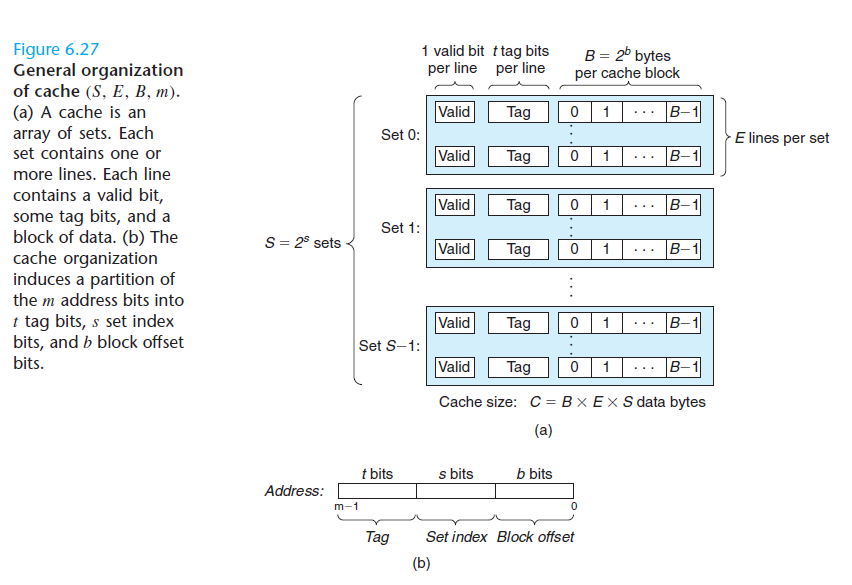 Figure 6.27
General organization
of cache (S, E, B, m).
(a) A cache is an
array of sets. Each
set contains one or
more lines. Each line
contains a valid bit,
some tag bits, and a
block of data. (b) The
cache organization
induces a partition of
the m address bits into
t tag bits, s set index
bits, and b block offset
bits.
1 valid bit t tag bits B = 2^b bytes
per line per line per cache block
Valid Tag 0 1 · · · B–1
Set 0: ⋮ E lines per set
Valid Tag 0 1 · · · B–1
Valid Tag 0 1 · · · B–1
Set 1: ⋮
S = 2^s sets
Valid Tag 0 1 · · · B–1
⋮
Valid Tag 0 1 · · · B–1
Set S–1: ⋮
Valid Tag 0 1 · · · B–1
Cache size: C = B × E × S data bytes
(a)
t bits s bits b bits
Address:
m–1 0
Tag Set index Block offset
(b)